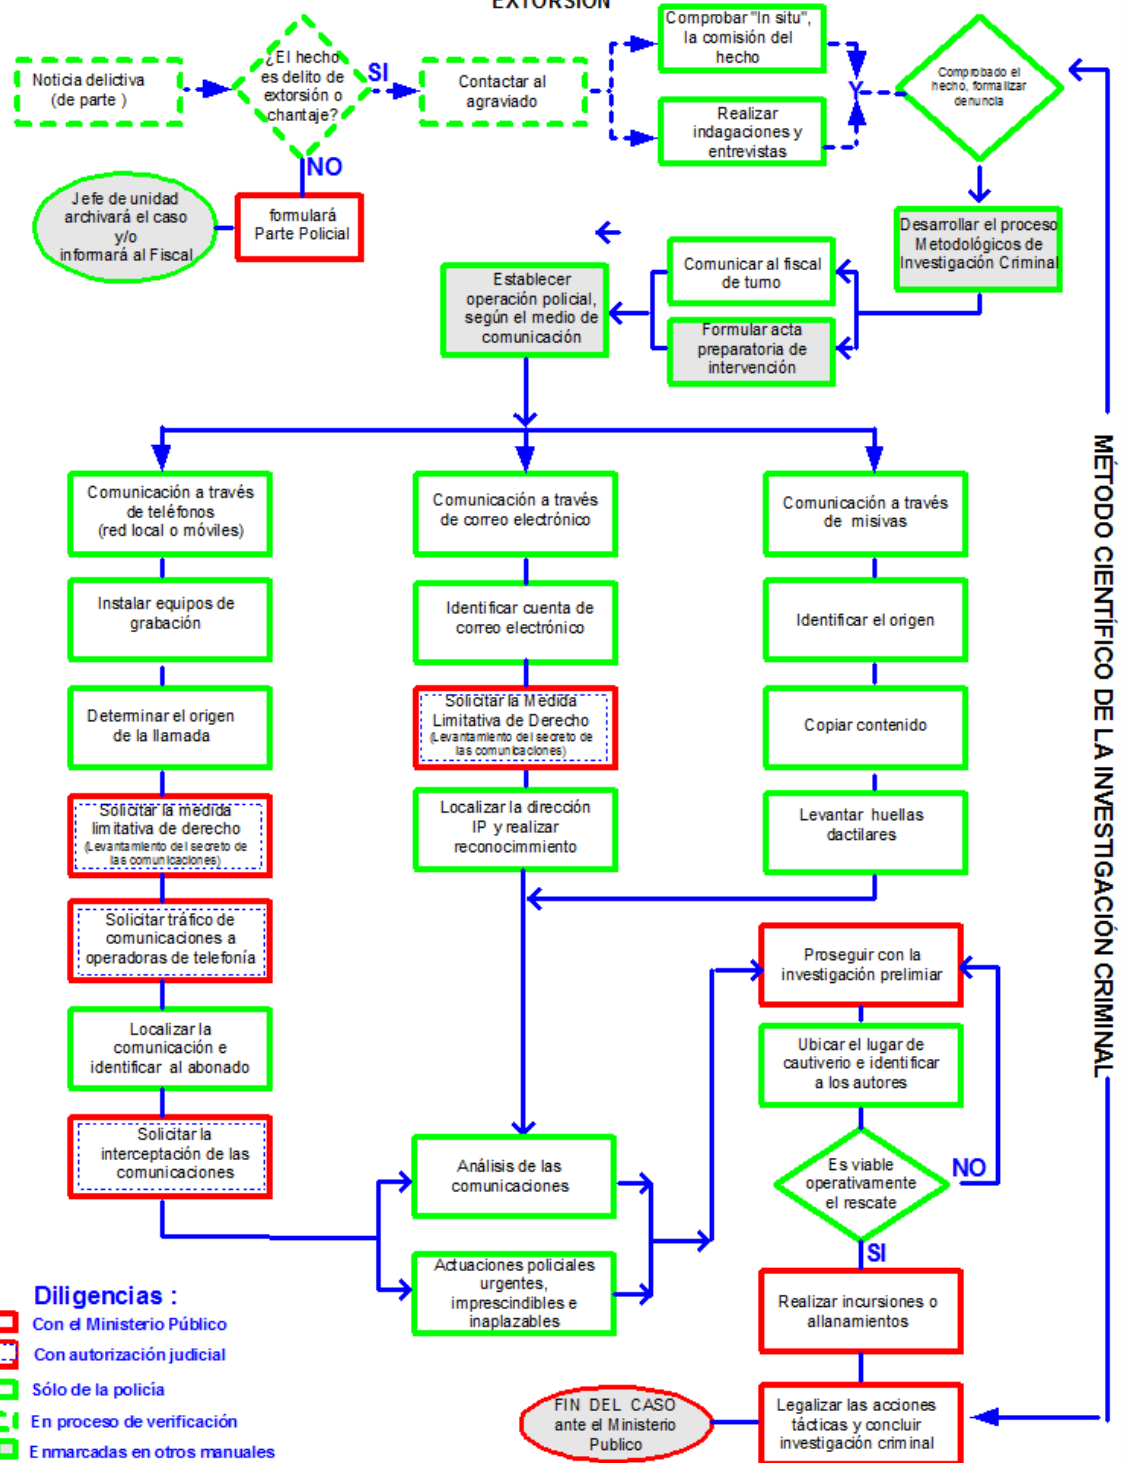 EXTORSIÓN
Noticia delictiva
(de parte )
¿El hecho
es delito de
extorsión o
chantaje?
SI
NO
Contactar al
agraviado
Comprobar "In situ",
la comisión del
hecho
Realizar
indagaciones y
entrevistas
Y
Comprobado el
hecho, formalizar
denuncia
Jefe de unidad
archivará el caso
y/o
informará al Fiscal
formulará
Parte Policial
Desarrollar el proceso
Metodológicos de
Investigación Criminal
Comunicar al fiscal
de turno
Formular acta
preparatoria de
intervención
Establecer
operación policial,
según el medio de
comunicación
MÉTODO CIENTÍFICO DE LA INVESTIGACIÓN CRIMINAL
Comunicación a través
de teléfonos
(red local o móviles)
Instalar equipos de
grabación
Determinar el origen
de la llamada
Solicitar la medida
limitativa de derecho
(Levantamiento del secreto de
las comunicaciones)
Solicitar tráfico de
comunicaciones a
operadoras de telefonía
Localizar la
comunicación e
identificar al abonado
Solicitar la
interceptación de las
comunicaciones
Comunicación a través
de correo electrónico
Identificar cuenta de
correo electrónico
Solicitar la Medida
Limitativa de Derecho
(Levantamiento del secreto de
las comunicaciones)
Localizar la dirección
IP y realizar
reconocimmiento
Comunicación a través
de misivas
Identificar el origen
Copiar contenido
Levantar huellas
dactilares
Análisis de las
comunicaciones
Actuaciones policiales
urgentes,
imprescindibles e
inaplazables
Proseguir con la
investigación prelimiar
Ubicar el lugar de
cautiverio e identificar
a los autores
Es viable
operativamente
el rescate
NO
SI
Realizar incursiones o
allanamientos
Legalizar las acciones
tácticas y concluir
investigación criminal
FIN DEL CASO
ante el Ministerio
Publico
Diligencias :
Con el Ministerio Público
Con autorización judicial
Sólo de la policía
En proceso de verificación
Enmarcadas en otros manuales